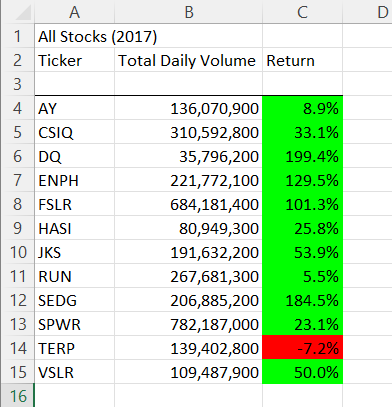 A B C D
1 All Stocks (2017)
2 Ticker Total Daily Volume Return
3
4 AY 136,070,900 8.9%
5 CSIQ 310,592,800 33.1%
6 DQ 35,796,200 199.4%
7 ENPH 221,772,100 129.5%
8 FSLR 684,181,400 101.3%
9 HASI 80,949,300 25.8%
10 JKS 191,632,200 53.9%
11 RUN 267,681,300 5.5%
12 SEDG 206,885,200 184.5%
13 SPWR 782,187,000 23.1%
14 TERP 139,402,800 -7.2%
15 VSLR 109,487,900 50.0%
16